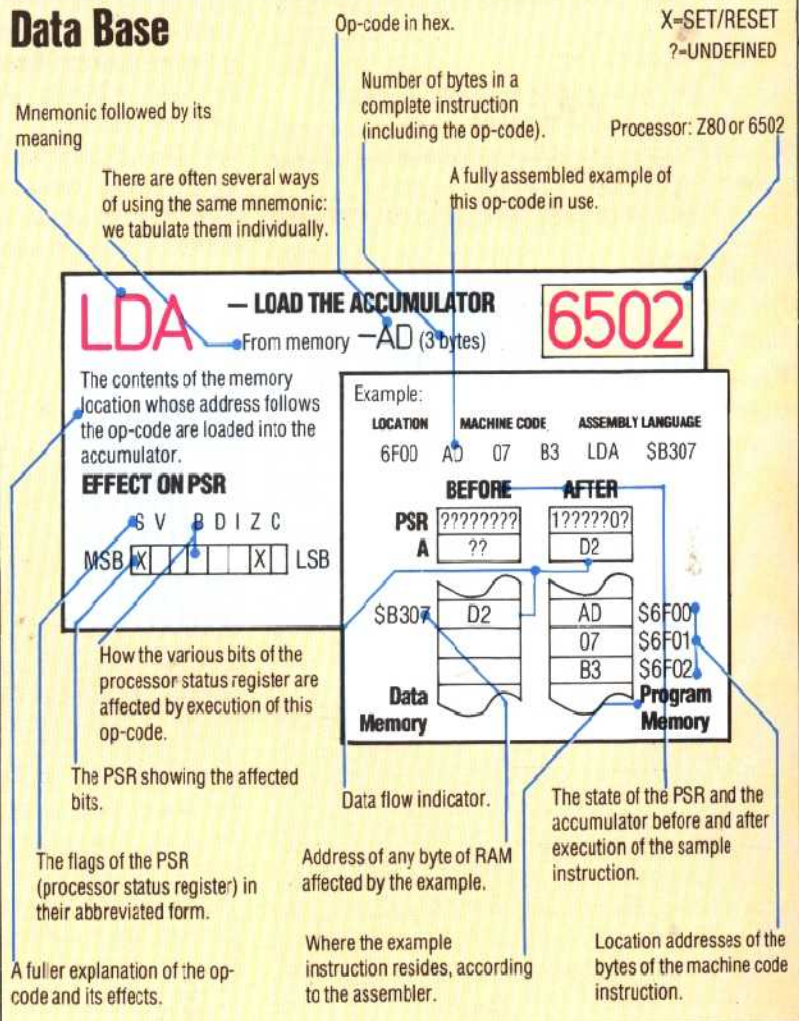 Data Base
Op-code in hex.
X=SET/RESET
?=UNDEFINED
Number of bytes in a
complete instruction
(including the op-code).
Mnemonic followed by its
meaning
Processor: Z80 or 6502
There are often several ways
of using the same mnemonic:
we tabulate them individually.
A fully assembled example of
this op-code in use.
LDA — LOAD THE ACCUMULATOR
From memory —AD (3 bytes)
6502
The contents of the memory
location whose address follows
the op-code are loaded into the
accumulator.
EFFECT ON PSR
S V B D I Z C
MSB X X LSB
Example:
LOCATION MACHINE CODE ASSEMBLY LANGUAGE
6F00 AD 07 B3 LDA $B307
BEFORE AFTER
PSR ???????? 1?????0?
A ?? D2
$B307 D2 AD $6F00
07 $6F01
B3 $6F02
Data
Memory
Program
Memory
How the various bits of the
processor status register are
affected by execution of this
op-code.
The PSR showing the affected
bits.
Data flow indicator.
The state of the PSR and the
accumulator before and after
execution of the sample
instruction.
The flags of the PSR
(processor status register) in
their abbreviated form.
Address of any byte of RAM
affected by the example.
A fuller explanation of the op-
code and its effects.
Where the example
instruction resides, according
to the assembler.
Location addresses of the
bytes of the machine code
instruction.